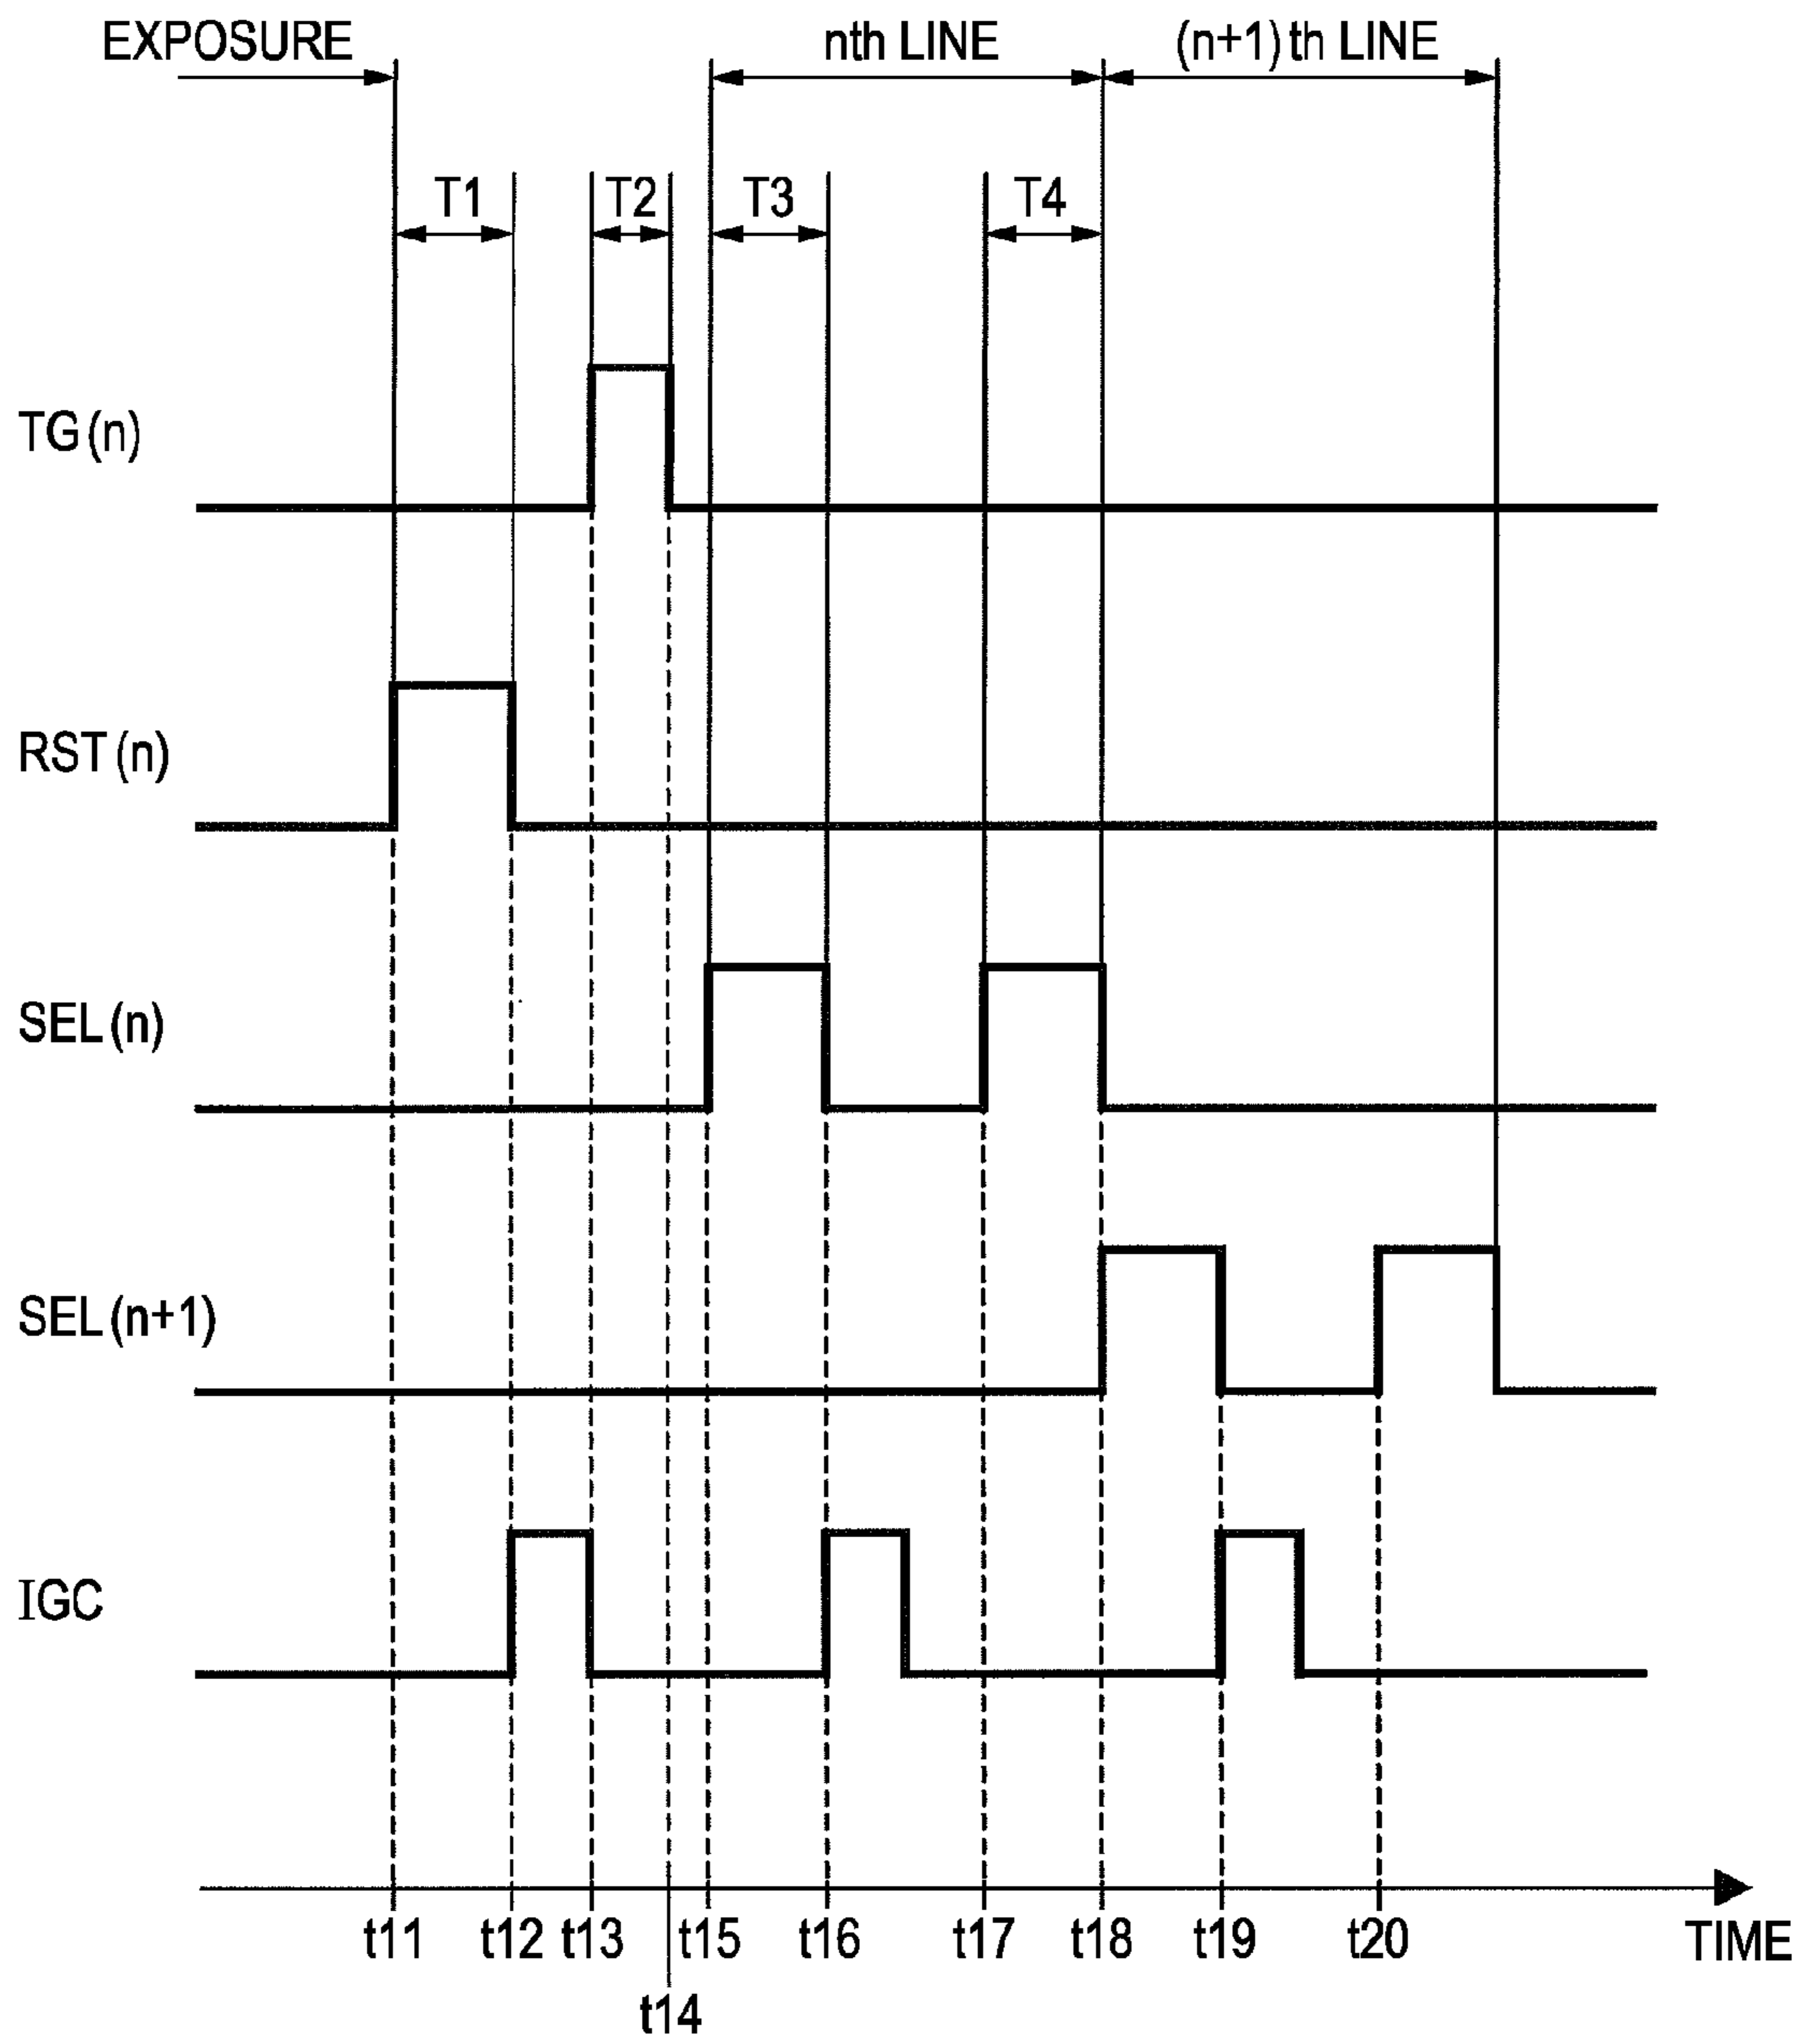 EXPOSURE
nth LINE
(n+1)th LINE
T1
T2
T3
T4
TG(n)
RST(n)
SEL(n)
SEL(n+1)
IGC
t11
t12
t13
t15
t16
t17
t18
t19
t20
TIME
t14